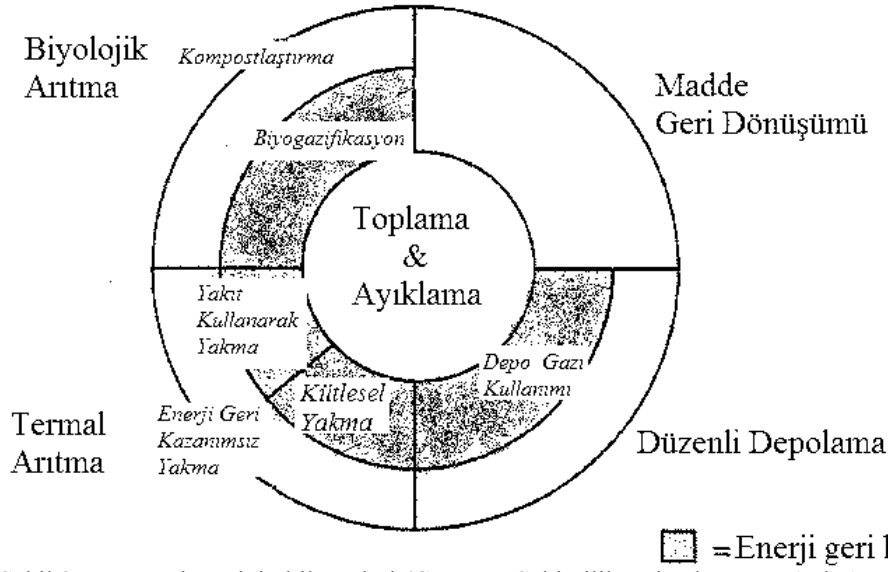 Biyolojik
Arıtma
Kompostlaştırma
Biyogazifikasyon
Madde
Geri Dönüşümü
Toplama
&
Ayıklama
Yakıt
Kullanarak
Yakma
Kütlesel
Yakma
Enerji Geri
Kazanımsız
Yakma
Termal
Arıtma
Depo Gazı
Kullanımı
Düzenli Depolama
= Enerji geri